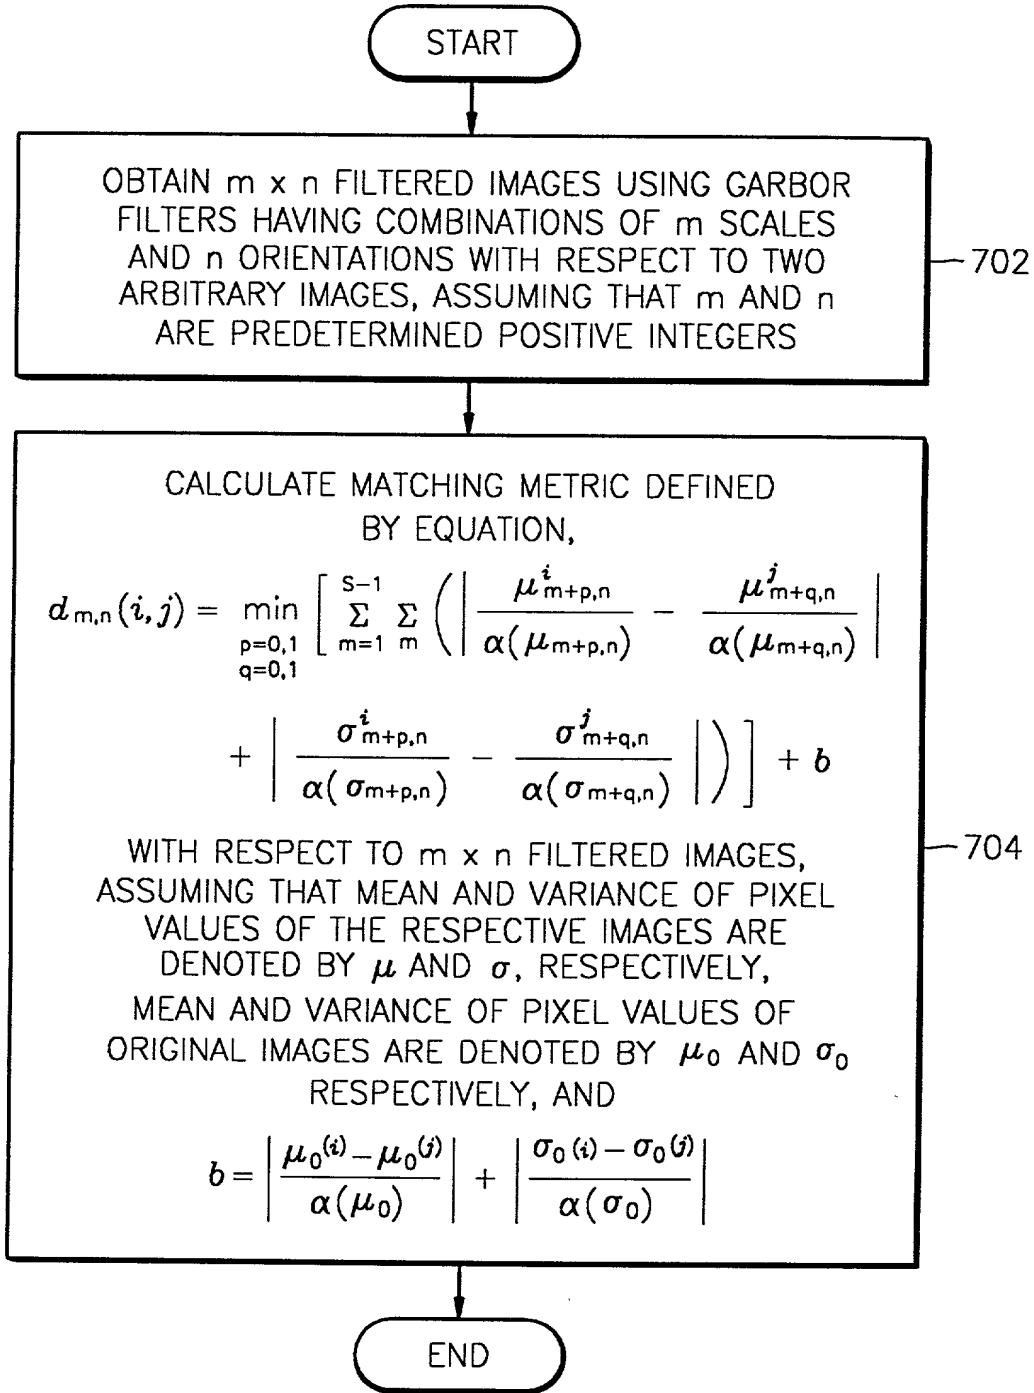 START
OBTAIN m x n FILTERED IMAGES USING GARBOR
FILTERS HAVING COMBINATIONS OF m SCALES
AND n ORIENTATIONS WITH RESPECT TO TWO
ARBITRARY IMAGES, ASSUMING THAT m AND n
ARE PREDETERMINED POSITIVE INTEGERS
702
CALCULATE MATCHING METRIC DEFINED
BY EQUATION,
d_{m,n}(i,j) = min_{p=0,1 q=0,1} [ Σ_{m=1}^{S-1} Σ_{m} ( | μ^{i}_{m+p,n} / α(μ_{m+p,n}) − μ^{j}_{m+q,n} / α(μ_{m+q,n}) |
+ | σ^{i}_{m+p,n} / α(σ_{m+p,n}) − σ^{j}_{m+q,n} / α(σ_{m+q,n}) | ) ] + b
WITH RESPECT TO m x n FILTERED IMAGES,
704
ASSUMING THAT MEAN AND VARIANCE OF PIXEL
VALUES OF THE RESPECTIVE IMAGES ARE
DENOTED BY μ AND σ, RESPECTIVELY,
MEAN AND VARIANCE OF PIXEL VALUES OF
ORIGINAL IMAGES ARE DENOTED BY μ₀ AND σ₀
RESPECTIVELY, AND
b = | μ₀^{(i)} − μ₀^{(j)} / α(μ₀) | + | σ₀(i) − σ₀(j) / α(σ₀) |
END